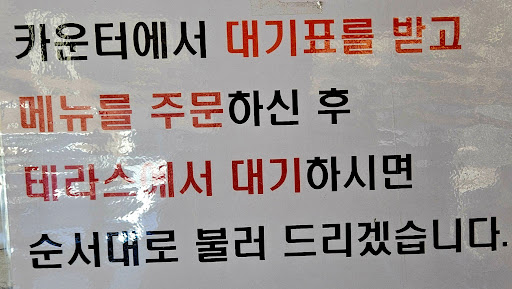 카운터에서 대기표를 받고
메뉴를 주문하신 후
테라스에서 대기하시면
순서대로 불러 드리겠습니다.